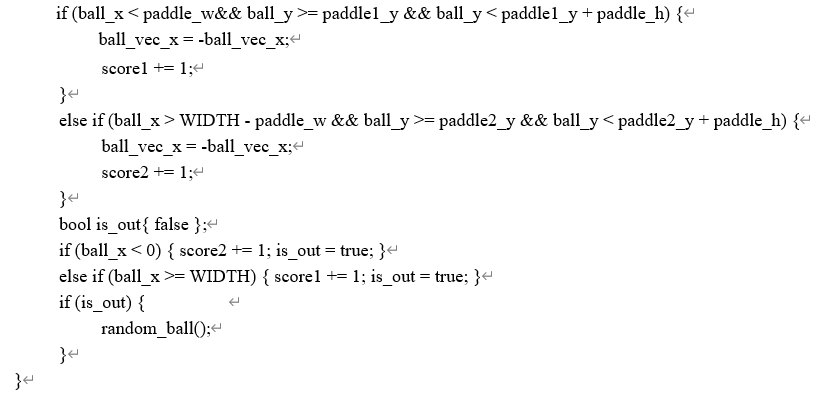 if (ball_x < paddle_w&& ball_y >= paddle1_y && ball_y < paddle1_y + paddle_h) {↵
ball_vec_x = -ball_vec_x;↵
score1 += 1;↵
}↵
else if (ball_x > WIDTH - paddle_w && ball_y >= paddle2_y && ball_y < paddle2_y + paddle_h) {↵
ball_vec_x = -ball_vec_x;↵
score2 += 1;↵
}↵
bool is_out{ false };↵
if (ball_x < 0) { score2 += 1; is_out = true; }↵
else if (ball_x >= WIDTH) { score1 += 1; is_out = true; }↵
if (is_out) { ↵
random_ball();↵
}↵
}↵